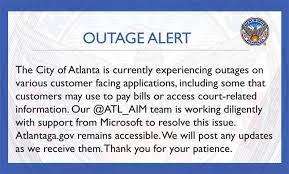 OUTAGE ALERT
The City of Atlanta is currently experiencing outages on
various customer facing applications, including some that
customers may use to pay bills or access court-related
information. Our @ATL_AIM team is working diligently
with support from Microsoft to resolve this issue.
Atlantaga.gov remains accessible. We will post any updates
as we receive them. Thank you for your patience.